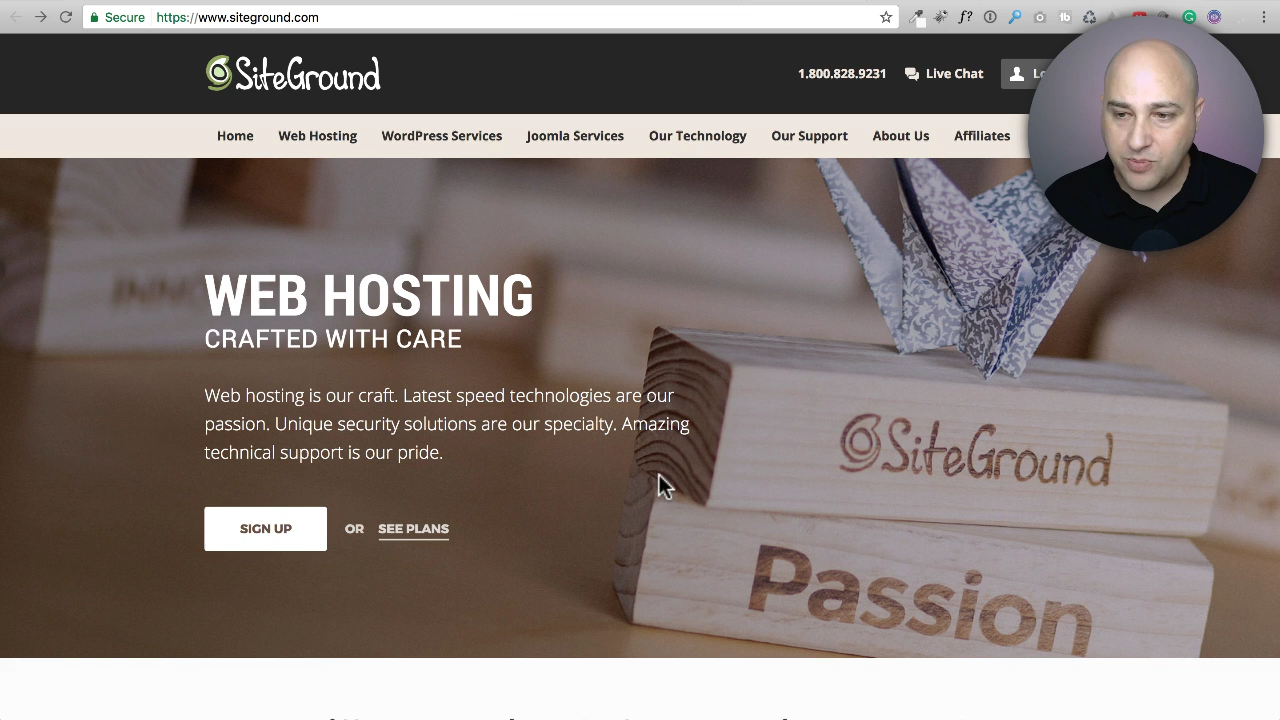 Secure https://www.siteground.com
f?
SiteGround
1.800.828.9231 Live Chat
Home Web Hosting WordPress Services Joomla Services Our Technology Our Support About Us Affiliates
WEB HOSTING
CRAFTED WITH CARE
Web hosting is our craft. Latest speed technologies are our
passion. Unique security solutions are our specialty. Amazing
technical support is our pride.
SIGN UP OR SEE PLANS
SiteGround
Passion